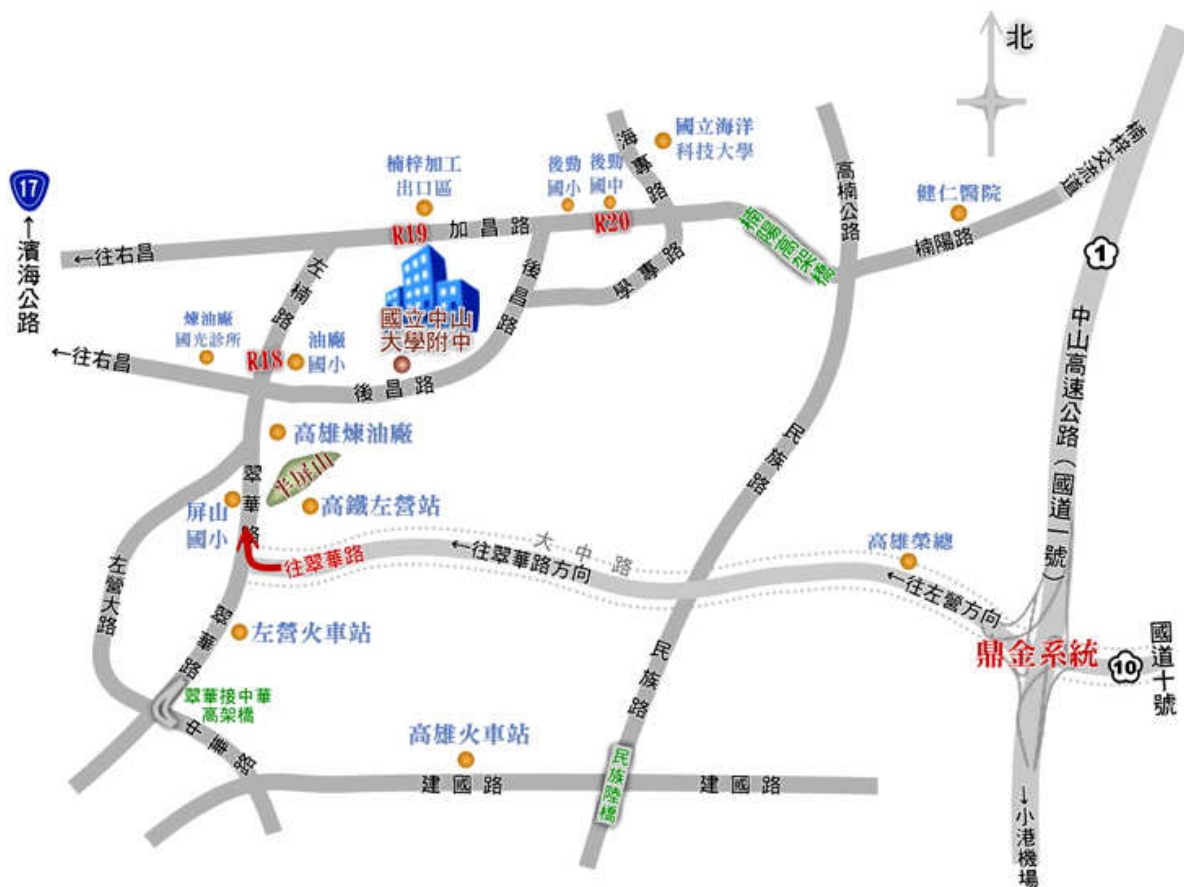 北
17
←濱海公路
楠梓加工
出口區
後勁
國小
後勁
國中
海專路
國立海洋
科技大學
高楠公路
健仁醫院
楠梓交流道
←往右昌
R19
加昌路
R20
楠陽高架橋
楠陽路
1
左楠路
後昌路
學專路
國立中山
大學附中
煉油廠
國光診所
R18
油廠
國小
←往右昌
後昌路
中山高速公路（國道一號）
高雄煉油廠
半屏山
民族路
翠華路
屏山
國小
高鐵左營站
大中路
往翠華路
←往翠華路方向
高雄榮總
←往左營方向
左營大路
翠華路
左營火車站
民族路
鼎金系統
10
國道十號
翠華接中華
高架橋
中華路
高雄火車站
建國路
民族陸橋
建國路
→小港機場